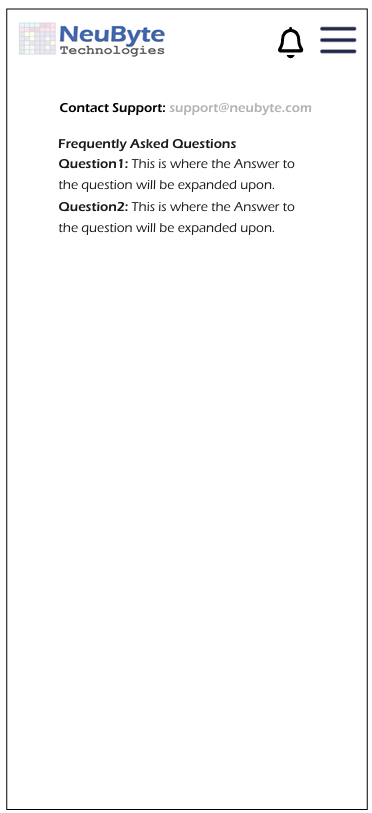 NeuByte
Technologies
Contact Support: support@neubyte.com
Frequently Asked Questions
Question1: This is where the Answer to
the question will be expanded upon.
Question2: This is where the Answer to
the question will be expanded upon.